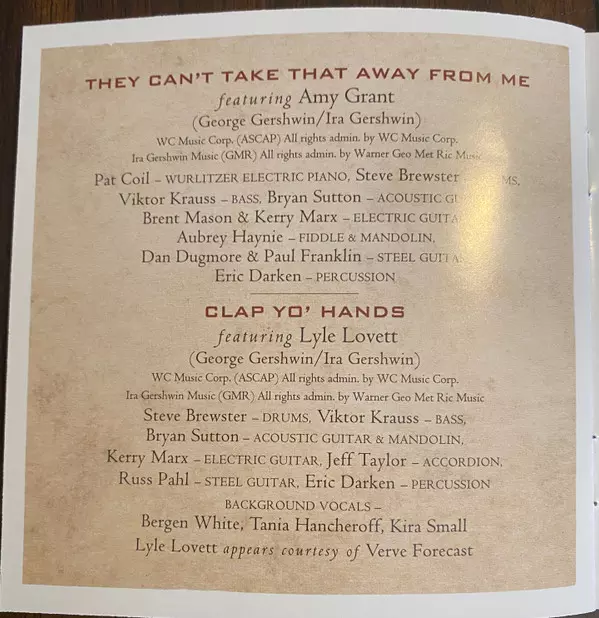 THEY CAN'T TAKE THAT AWAY FROM ME
featuring Amy Grant
(George Gershwin/Ira Gershwin)
WC Music Corp. (ASCAP) All rights admin. by WC Music Corp.
Ira Gershwin Music (GMR) All rights admin. by Warner Geo Met Ric Music
Pat Coil – WURLITZER ELECTRIC PIANO, Steve Brewster
Viktor Krauss – BASS, Bryan Sutton – ACOUSTIC
Brent Mason & Kerry Marx – ELECTRIC
Aubrey Haynie – FIDDLE & MANDOLIN,
Dan Dugmore & Paul Franklin – STEEL
Eric Darken – PERCUSSION
CLAP YO' HANDS
featuring Lyle Lovett
(George Gershwin/Ira Gershwin)
WC Music Corp. (ASCAP) All rights admin. by WC Music Corp.
Ira Gershwin Music (GMR) All rights admin. by Warner Geo Met Ric Music
Steve Brewster – DRUMS, Viktor Krauss – BASS,
Bryan Sutton – ACOUSTIC GUITAR & MANDOLIN,
Kerry Marx – ELECTRIC GUITAR, Jeff Taylor – ACCORDION,
Russ Pahl – STEEL GUITAR, Eric Darken – PERCUSSION
BACKGROUND VOCALS –
Bergen White, Tania Hancheroff, Kira Small
Lyle Lovett appears courtesy of Verve Forecast